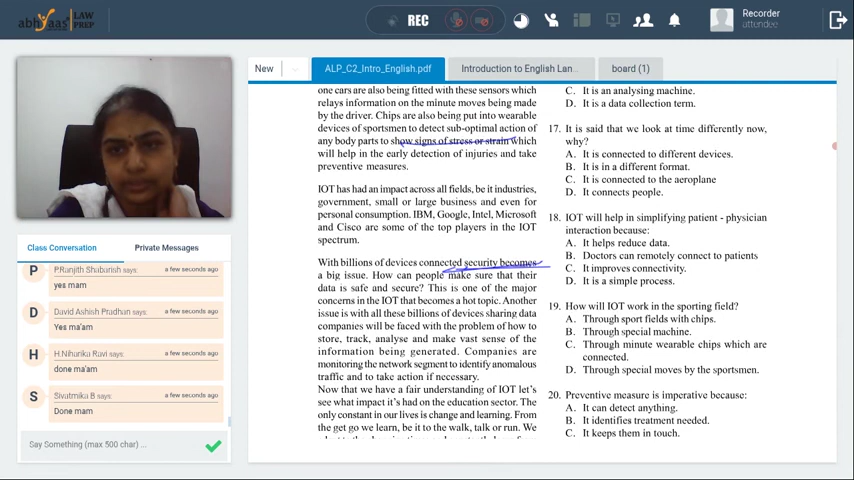 abhyaas LAW PREP
REC
Recorder
attendee
New
ALP_C2_Intro_English.pdf
Introduction to English Lan...
board (1)
one cars are also being fitted with these sensors which
relays information on the minute moves being made
by the driver. Chips are also being put into wearable
devices of sportsmen to detect sub-optimal action of
any body parts to show signs of stress or strain which
will help in the early detection of injuries and take
preventive measures.
IOT has had an impact across all fields, be it industries,
government, small or large business and even for
personal consumption. IBM, Google, Intel, Microsoft
and Cisco are some of the top players in the IOT
spectrum.
With billions of devices connected security becomes
a big issue. How can people make sure that their
data is safe and secure? This is one of the major
concerns in the IOT that becomes a hot topic. Another
issue is with all these billions of devices sharing data
companies will be faced with the problem of how to
store, track, analyse and make vast sense of the
information being generated. Companies are
monitoring the network segment to identify anomalous
traffic and to take action if necessary.
Now that we have a fair understanding of IOT let's
see what impact it's had on the education sector. The
only constant in our lives is change and learning. From
the get go we learn, be it to the walk, talk or run. We
C. It is an analysing machine.
D. It is a data collection term.
17. It is said that we look at time differently now,
why?
A. It is connected to different devices.
B. It is in a different format.
C. It is connected to the aeroplane
D. It connects people.
18. IOT will help in simplifying patient - physician
interaction because:
A. It helps reduce data.
B. Doctors can remotely connect to patients
C. It improves connectivity.
D. It is a simple process.
19. How will IOT work in the sporting field?
A. Through sport fields with chips.
B. Through special machine.
C. Through minute wearable chips which are
connected.
D. Through special moves by the sportsmen.
20. Preventive measure is imperative because:
A. It can detect anything.
B. It identifies treatment needed.
C. It keeps them in touch.
Class Conversation
Private Messages
P
P.Ranjith Shabarish says:
a few seconds ago
yes mam
D
David Ashish Pradhan says:
a few seconds ago
Yes ma'am
H
H.Niharika Ravi says:
a few seconds ago
done ma'am
S
Sivatmika B says:
a few seconds ago
Done mam
Say Something (max 500 char) ...